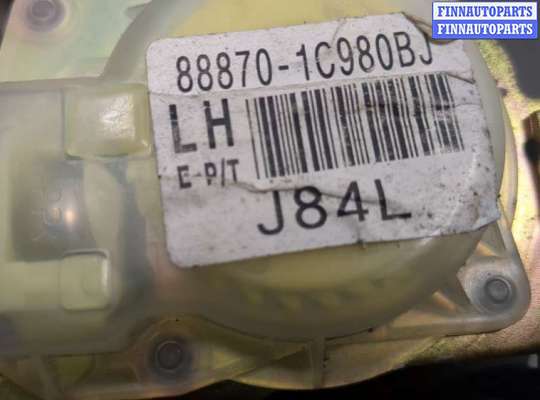 FINNAUTOPARTS
FINNAUTOPARTS
88870-1C980BJ
LH
E-P/T
J84L